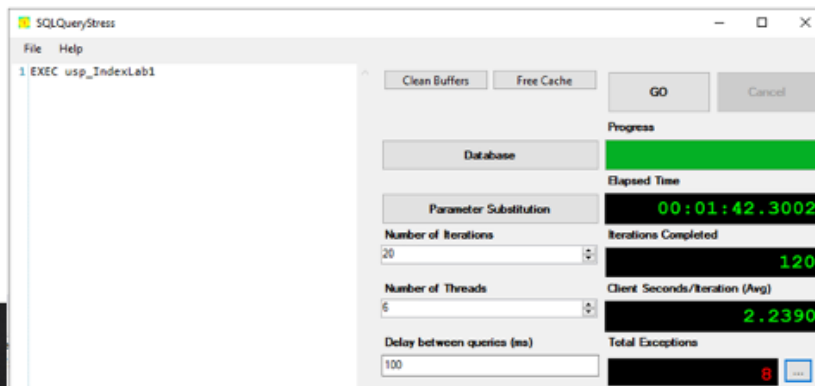 SQLQueryStress
File Help
1 EXEC usp_IndexLab1
Clean Buffers Free Cache
GO Cancel
Progress
Database
Elapsed Time
00:01:42.3002
Parameter Substitution
Number of Iterations
20
Iterations Completed
120
Number of Threads
6
Client Seconds/Iteration (Avg)
2.2390
Delay between queries (ms)
100
Total Exceptions
8 ...